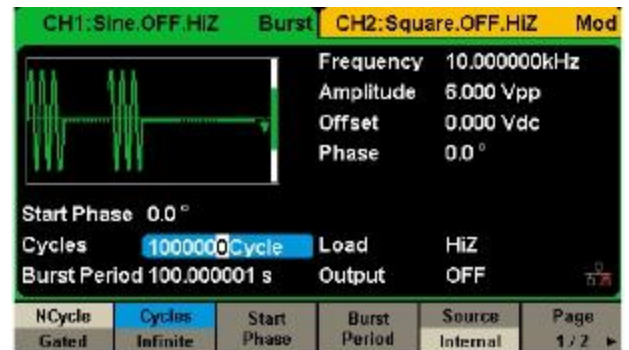 CH1:Sine.OFF.HiZ Burst CH2:Square.OFF.HiZ Mod
Frequency 10.000000kHz
Amplitude 6.000 Vpp
Offset 0.000 Vdc
Phase 0.0°
Start Phase 0.0°
Cycles 1000000Cycle Load HiZ
Burst Period 100.000001 s Output OFF
NCycle Cycles Start Burst Source Page
Gated Infinite Phase Period Internal 1/2 ►